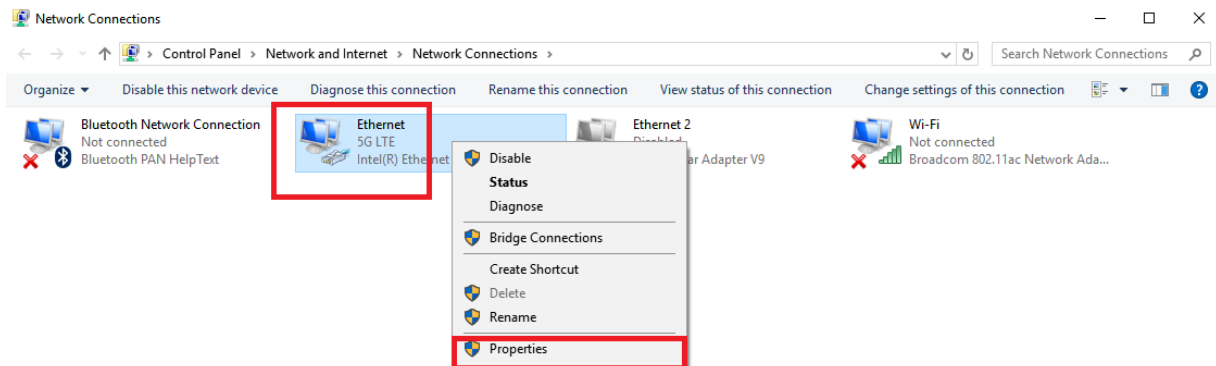 Network Connections
Control Panel > Network and Internet > Network Connections >
Search Network Connections
Organize
Disable this network device
Diagnose this connection
Rename this connection
View status of this connection
Change settings of this connection
Bluetooth Network Connection
Not connected
Bluetooth PAN HelpText
Ethernet
5G LTE
Intel(R) Ethernet
Ethernet 2
Disabled
ar Adapter V9
Wi-Fi
Not connected
Broadcom 802.11ac Network Ada...
Disable
Status
Diagnose
Bridge Connections
Create Shortcut
Delete
Rename
Properties